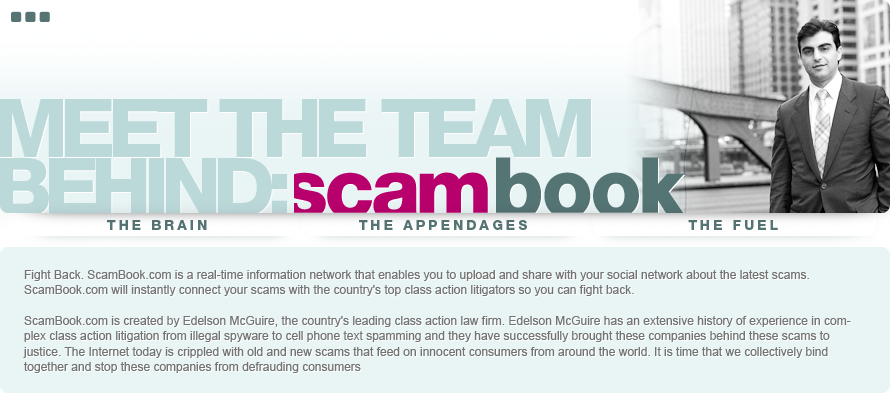 MEET THE TEAM
BEHIND: scambook
THE BRAIN THE APPENDAGES THE FUEL
Fight Back. ScamBook.com is a real-time information network that enables you to upload and share with your social network about the latest scams.
ScamBook.com will instantly connect your scams with the country's top class action litigators so you can fight back.
ScamBook.com is created by Edelson McGuire, the country's leading class action law firm. Edelson McGuire has an extensive history of experience in com-
plex class action litigation from illegal spyware to cell phone text spamming and they have successfully brought these companies behind these scams to
justice. The Internet today is crippled with old and new scams that feed on innocent consumers from around the world. It is time that we collectively bind
together and stop these companies from defrauding consumers